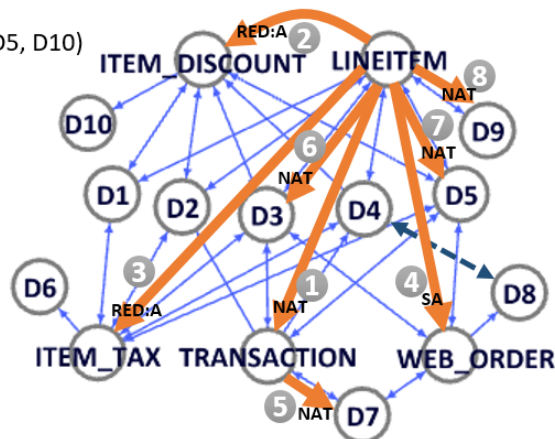 D5, D10)
RED:A 2
ITEM_DISCOUNT LINEITEM
8
NAT
D10 7 D9
6 NAT
NAT
D1 D2 D3 D4 D5
3 1 4
D6 RED:A NAT SA D8
ITEM_TAX TRANSACTION WEB_ORDER
5 NAT D7